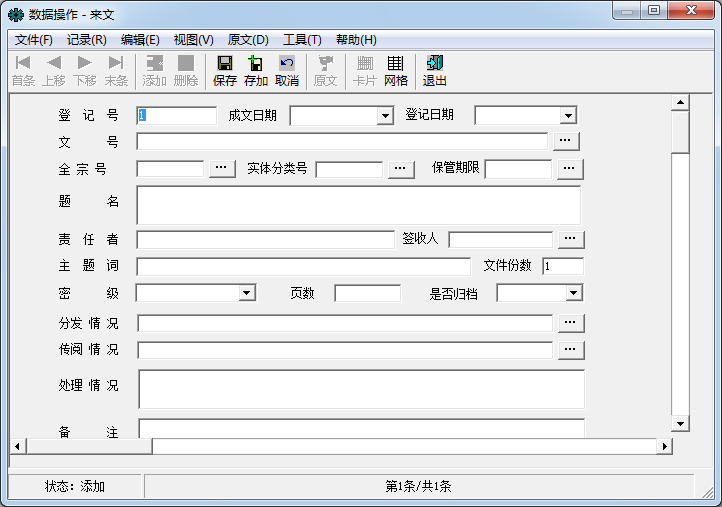 数据操作 - 来文
文件(F) 记录(R) 编辑(E) 视图(V) 原文(D) 工具(T) 帮助(H)
首条 上移 下移 末条 添加 删除 保存 存加 取消 原文 卡片 网格 退出
登记号 1 成文日期 登记日期
文号 ...
全宗号 ... 实体分类号 ... 保管期限 ...
题名
责任者 签收人 ...
主题词 文件份数 1
密级 页数 是否归档
分发情况 ...
传阅情况 ...
处理情况
备注
状态：添加 第1条/共1条